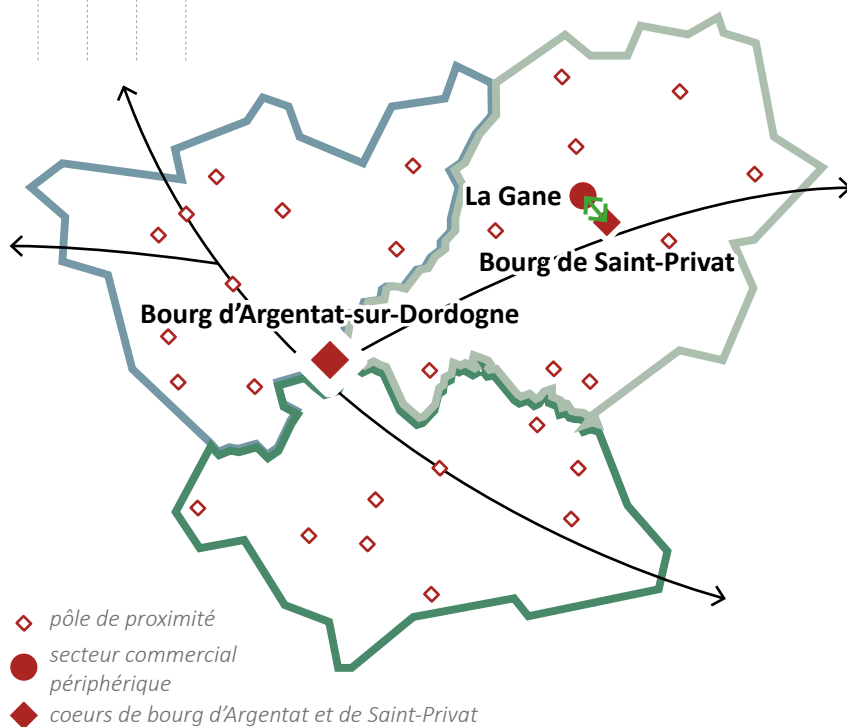 La Gane
Bourg de Saint-Privat
Bourg d'Argentat-sur-Dordogne
pôle de proximité
secteur commercial
périphérique
coeurs de bourg d'Argentat et de Saint-Privat